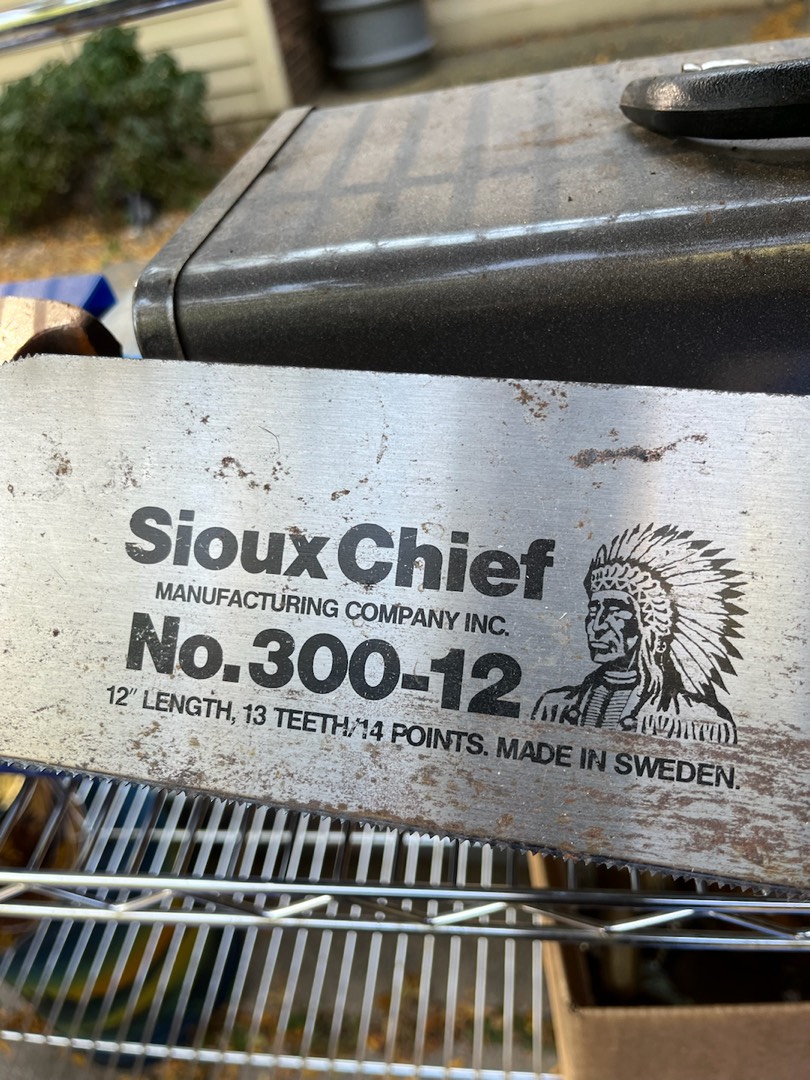 Sioux Chief
MANUFACTURING COMPANY INC.
No. 300-12
12" LENGTH, 13 TEETH/14 POINTS. MADE IN SWEDEN.